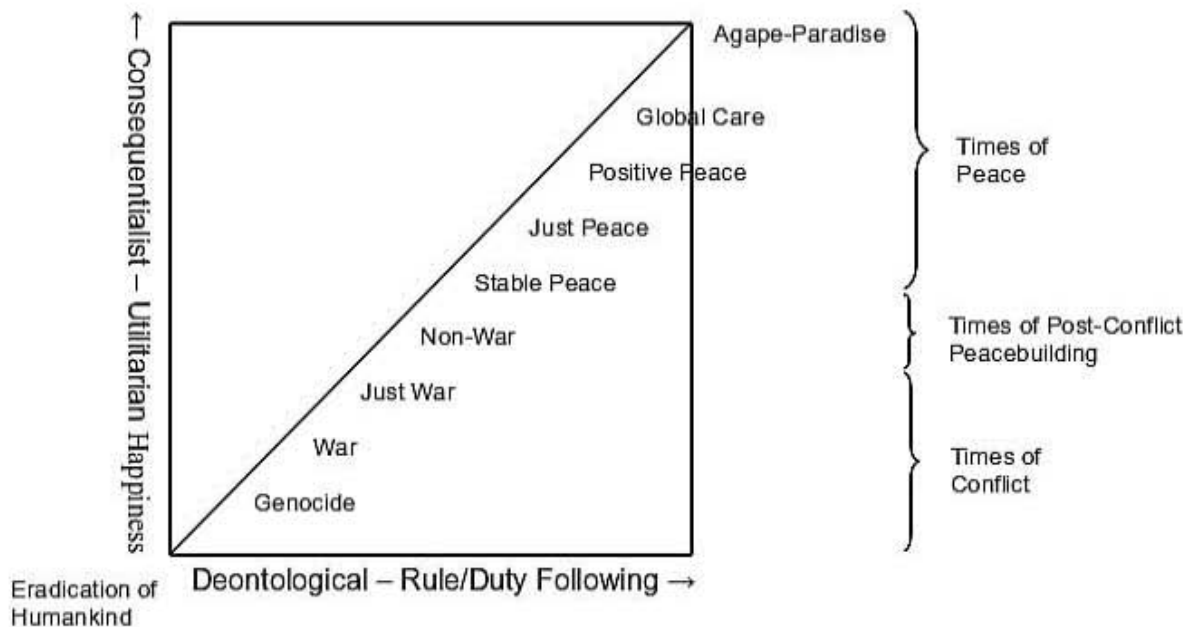 ← Consequentialist – Utilitarian Happiness
Agape-Paradise
Global Care
Positive Peace
Just Peace
Stable Peace
Non-War
Just War
War
Genocide
Times of
Peace
Times of Post-Conflict
Peacebuilding
Times of
Conflict
Eradication of
Humankind
Deontological – Rule/Duty Following →